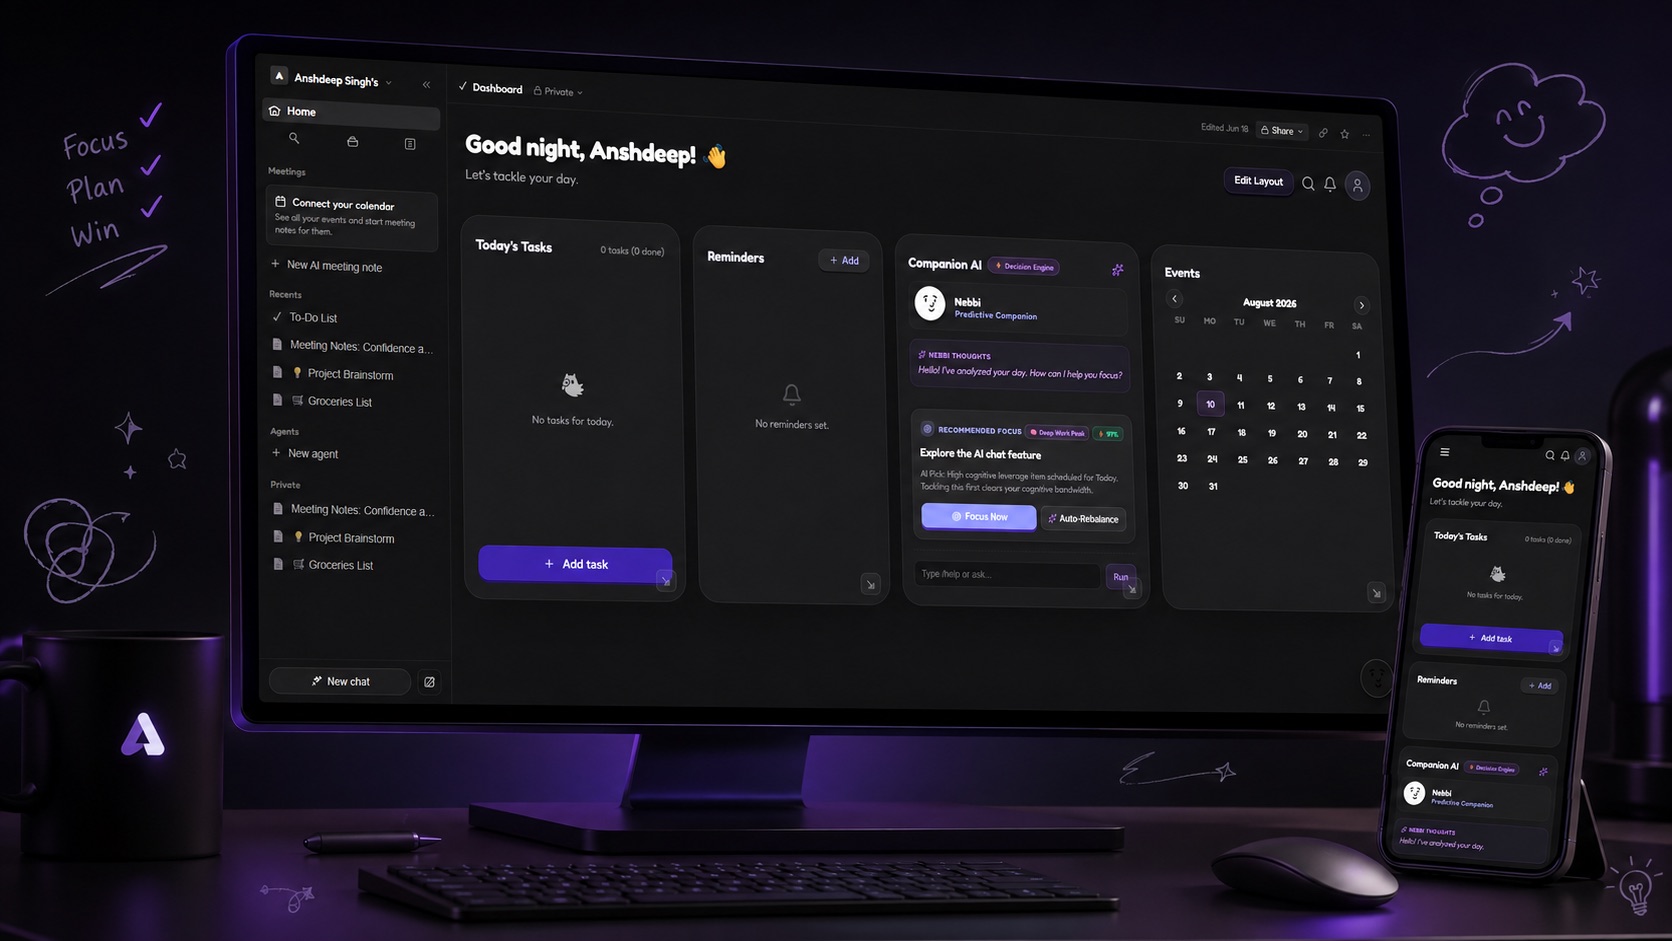 Focus
Plan
Win
A Anshdeep Singh's
Home
Meetings
Connect your calendar
See all your events and start meeting
notes for them.
+ New AI meeting note
Recents
To-Do List
Meeting Notes: Confidence a...
Project Brainstorm
Groceries List
Agents
+ New agent
Private
Meeting Notes: Confidence a...
Project Brainstorm
Groceries List
New chat
Dashboard Private
Edited Jun 18 Share
Good night, Anshdeep! 👋
Let's tackle your day.
Edit Layout
Today's Tasks 0 tasks (0 done)
No tasks for today.
+ Add task
Reminders + Add
No reminders set.
Companion AI Decision Engine
Nebbi
Predictive Companion
NEBBI THOUGHTS
Hello! I've analyzed your day. How can I help you focus?
RECOMMENDED FOCUS Deep Work Peak 97%
Explore the AI chat feature
AI Pick: High cognitive leverage item scheduled for Today.
Tackling this first clears your cognitive bandwidth.
Focus Now Auto-Rebalance
Type /help or ask... Run
Events
August 2026
SU MO TU WE TH FR SA
1
2 3 4 5 6 7 8
9 10 11 12 13 14 15
16 17 18 19 20 21 22
23 24 25 26 27 28 29
30 31
Good night, Anshdeep! 👋
Let's tackle your day.
Today's Tasks 0 tasks (0 done)
No tasks for today.
+ Add task
Reminders + Add
No reminders set.
Companion AI Decision Engine
Nebbi
Predictive Companion
NEBBI THOUGHTS
Hello! I've analyzed your day.